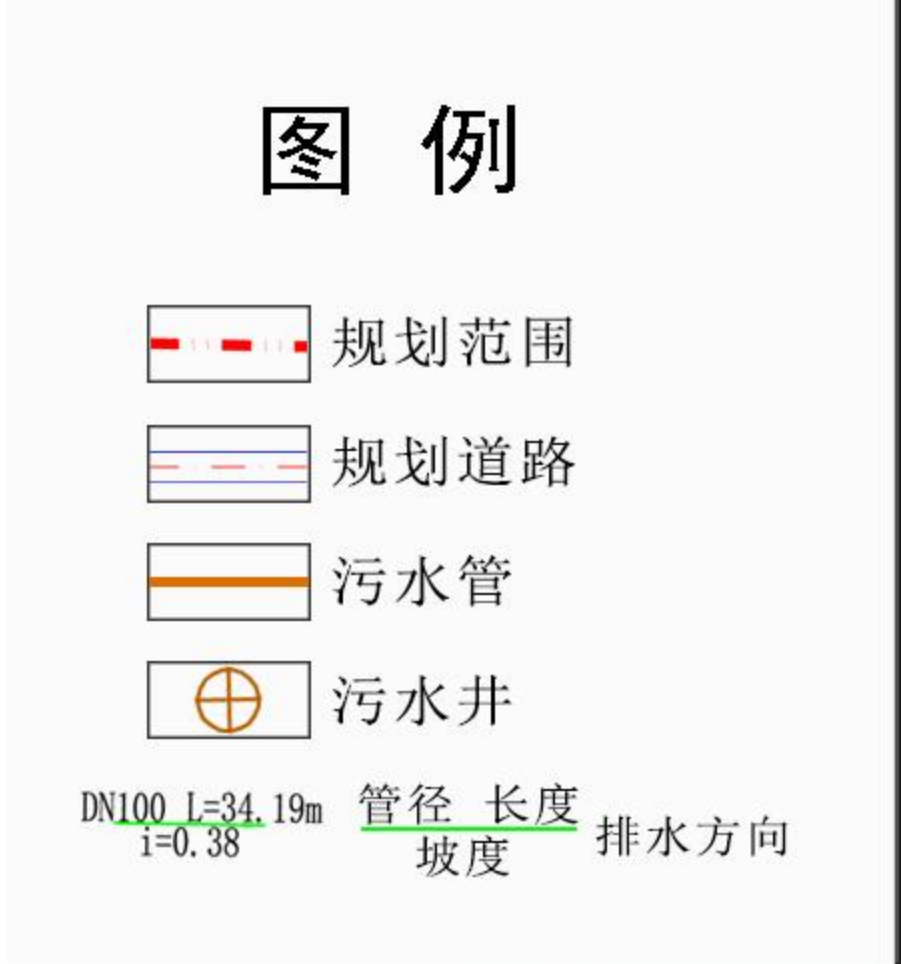 图 例
规划范围
规划道路
污水管
污水井
DN100 L=34.19m 管径 长度
i=0.38 坡度 排水方向